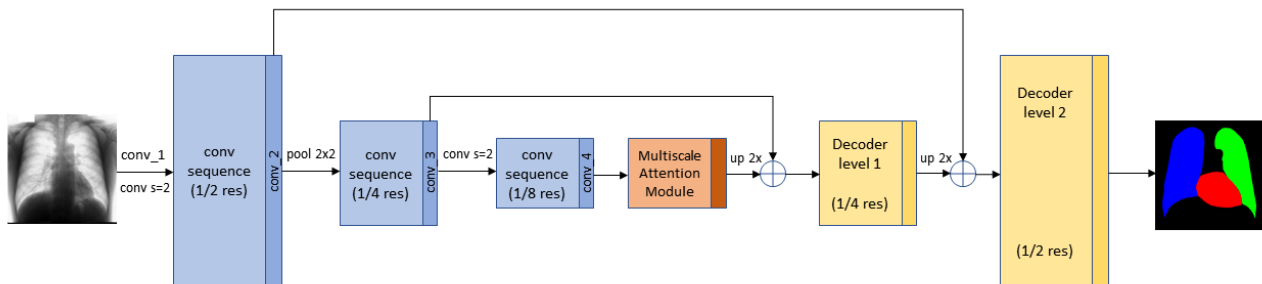 conv_1
conv s=2
conv
sequence
(1/2 res)
conv_2
pool 2x2
conv
sequence
(1/4 res)
conv_3
conv s=2
conv
sequence
(1/8 res)
conv_4
Multiscale
Attention
Module
up 2x
Decoder
level 1
(1/4 res)
up 2x
Decoder
level 2
(1/2 res)